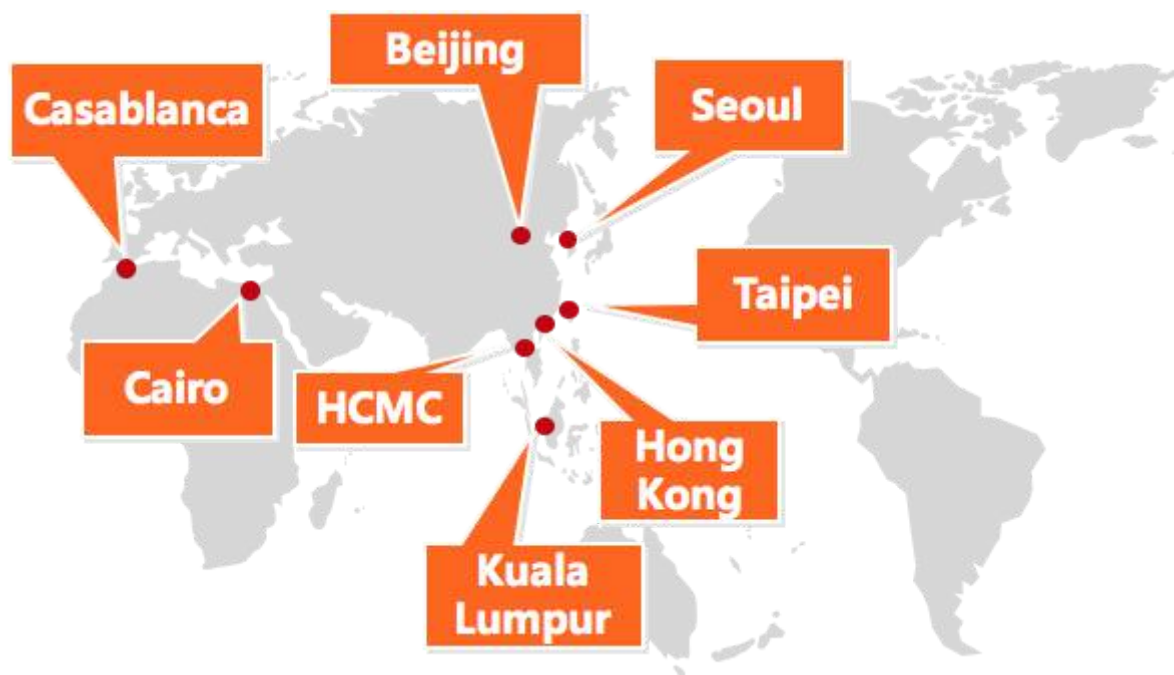 Beijing
Casablanca
Seoul
Taipei
Cairo
HCMC
Hong
Kong
Kuala
Lumpur